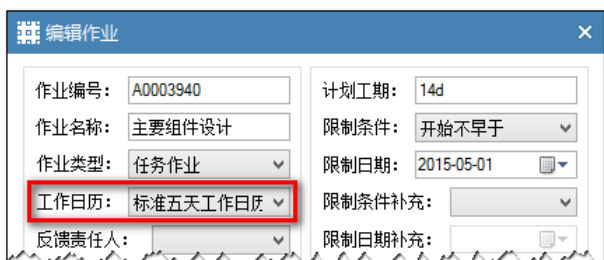 编辑作业
作业编号： A0003940 计划工期： 14d
作业名称： 主要组件设计 限制条件： 开始不早于
作业类型： 任务作业 限制日期： 2015-05-01
工作日历： 标准五天工作日历 限制条件补充：
反馈责任人： 限制日期补充：